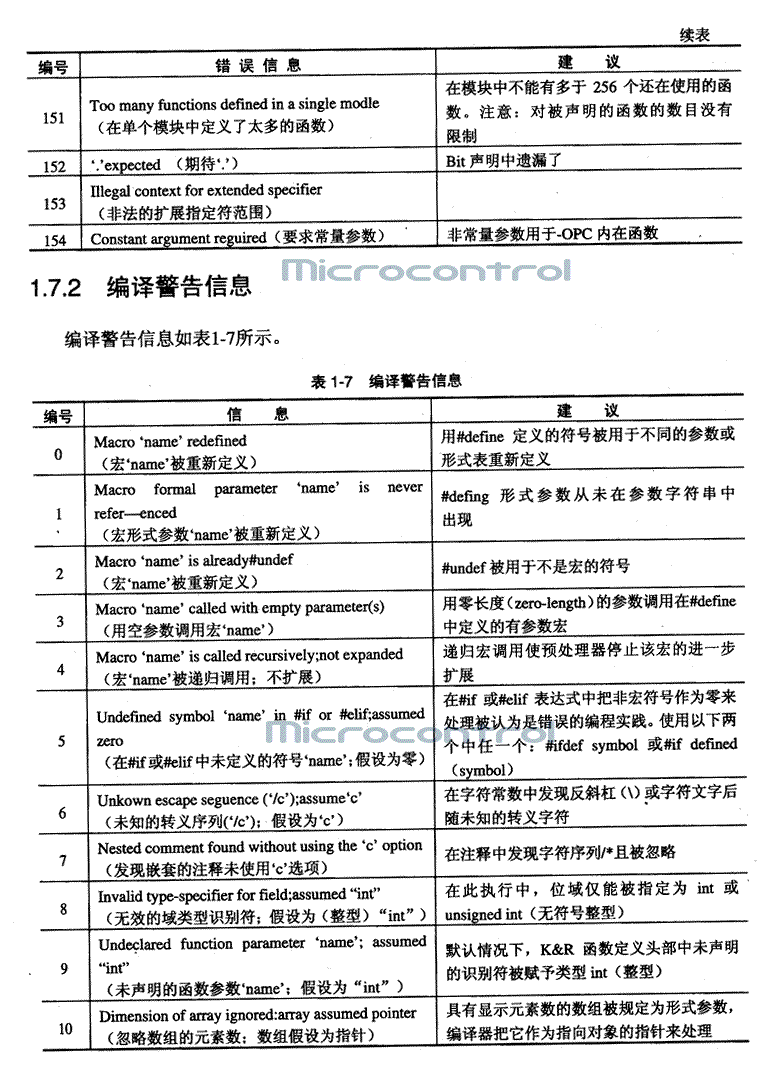 续表
编号 错 误 信 息 建 议
151
Too many functions defined in a single modle
（在单个模块中定义了太多的函数）
在模块中不能有多于 256 个还在使用的函
数。注意：对被声明的函数的数目没有
限制
152 ‘.’expected （期待‘.’） Bit 声明中遗漏了
153
Illegal context for extended specifier
（非法的扩展指定符范围）
154 Constant argument reguired（要求常量参数） 非常量参数用于-OPC 内在函数
Microcontrol
1.7.2 编译警告信息
编译警告信息如表1-7所示。
表 1-7 编译警告信息
编号 信 息 建 议
0
Macro ‘name’ redefined
（宏‘name’被重新定义）
用#define 定义的符号被用于不同的参数或
形式表重新定义
1
Macro formal parameter ‘name’ is never
refer—enced
（宏形式参数‘name’被重新定义）
#defing 形式参数从未在参数字符串中
出现
2
Macro ‘name’ is already#undef
（宏‘name’被重新定义）
#undef 被用于不是宏的符号
3
Macro ‘name’ called with empty parameter(s)
（用空参数调用宏‘name’）
用零长度（zero-length）的参数调用在#define
中定义的有参数宏
4
Macro ‘name’ is called recursively;not expanded
（宏‘name’被递归调用；不扩展）
递归宏调用使预处理器停止该宏的进一步
扩展
5
Undefined symbol ‘name’ in #if or #elif;assumed
zero
（在#if 或#elif 中未定义的符号‘name’；假设为零）
在#if 或#elif 表达式中把非宏符号作为零来
处理被认为是错误的编程实践。使用以下两
个中任一个：#ifdef symbol 或#if defined
（symbol）
Microcontrol
6
Unkown escape seguence (‘/c’);assume‘c’
（未知的转义序列(‘/c’)；假设为‘c’）
在字符常数中发现反斜杠（\）或字符文字后
随未知的转义字符
7
Nested comment found without using the ‘c’ option
（发现嵌套的注释未使用‘c’选项）
在注释中发现字符序列/*且被忽略
8
Invalid type-specifier for field;assumed “int”
（无效的域类型识别符；假设为（整型）“int”）
在此执行中，位域仅能被指定为 int 或
unsigned int（无符号整型）
9
Undeclared function parameter ‘name’; assumed
“int”
（未声明的函数参数‘name’；假设为“int”）
默认情况下，K&R 函数定义头部中未声明
的识别符被赋予类型 int（整型）
10
Dimension of array ignored:array assumed pointer
（忽略数组的元素数；数组假设为指针）
具有显示元素数的数组被规定为形式参数，
编译器把它作为指向对象的指针来处理